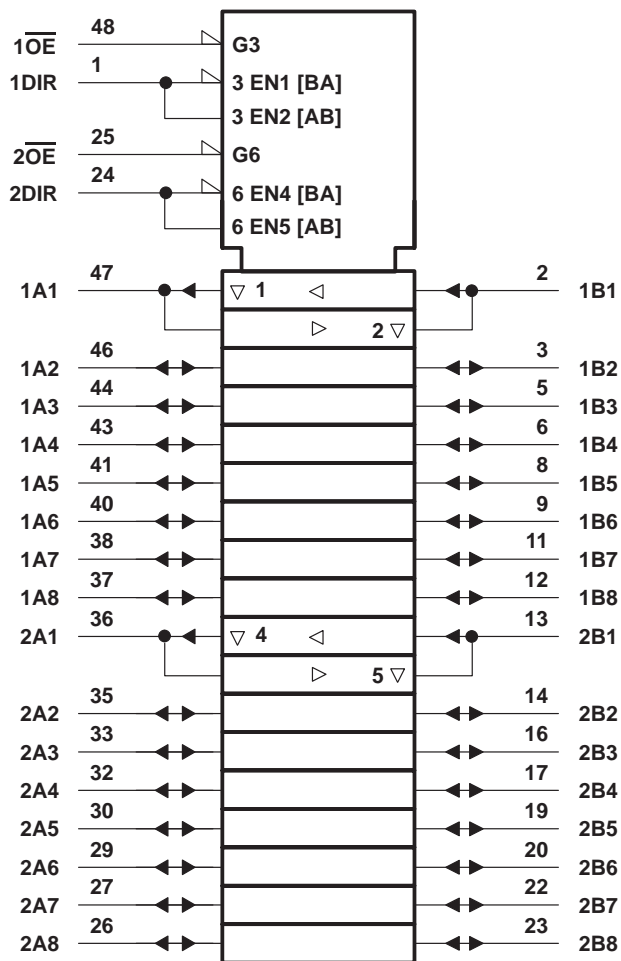 1O̅E̅ 48 G3
1DIR 1 3 EN1 [BA]
3 EN2 [AB]
2O̅E̅ 25 G6
2DIR 24 6 EN4 [BA]
6 EN5 [AB]
1A1 47 ▽ 1 ◁ 2 1B1
▷ 2 ▽
1A2 46 3 1B2
1A3 44 5 1B3
1A4 43 6 1B4
1A5 41 8 1B5
1A6 40 9 1B6
1A7 38 11 1B7
1A8 37 12 1B8
2A1 36 ▽ 4 ◁ 13 2B1
▷ 5 ▽
2A2 35 14 2B2
2A3 33 16 2B3
2A4 32 17 2B4
2A5 30 19 2B5
2A6 29 20 2B6
2A7 27 22 2B7
2A8 26 23 2B8